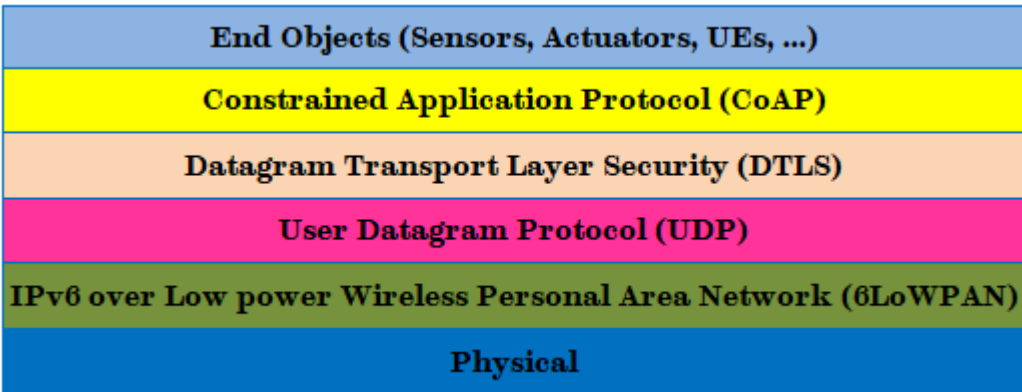 End Objects (Sensors, Actuators, UEs, ...)
Constrained Application Protocol (CoAP)
Datagram Transport Layer Security (DTLS)
User Datagram Protocol (UDP)
IPv6 over Low power Wireless Personal Area Network (6LoWPAN)
Physical